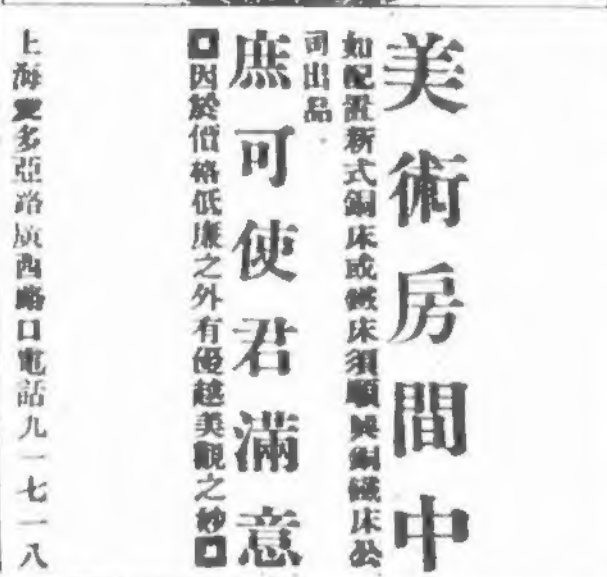 美術房間中
如配置新式銅床或鐵床須順興銅鐵床公
司出品．
庶可使君滿意
因於價格低廉之外有優越美觀之妙
上海愛多亞路廣西路口電話九一七一八